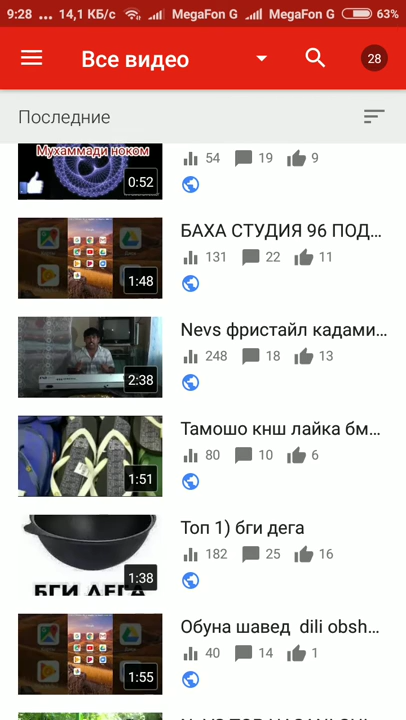 9:28 ... 14,1 КБ/с MegaFon G MegaFon G 63%
Все видео 28
Последние
Мухаммади ноком
0:52
54 19 9
БАХА СТУДИЯ 96 ПОД...
1:48
131 22 11
Nevs фристайл кадами...
2:38
248 18 13
Тамошо кнш лайка бм...
1:51
80 10 6
Топ 1) бги дега
1:38
БГИ ДЕГА
182 25 16
Обуна шавед dili obsh...
1:55
40 14 1